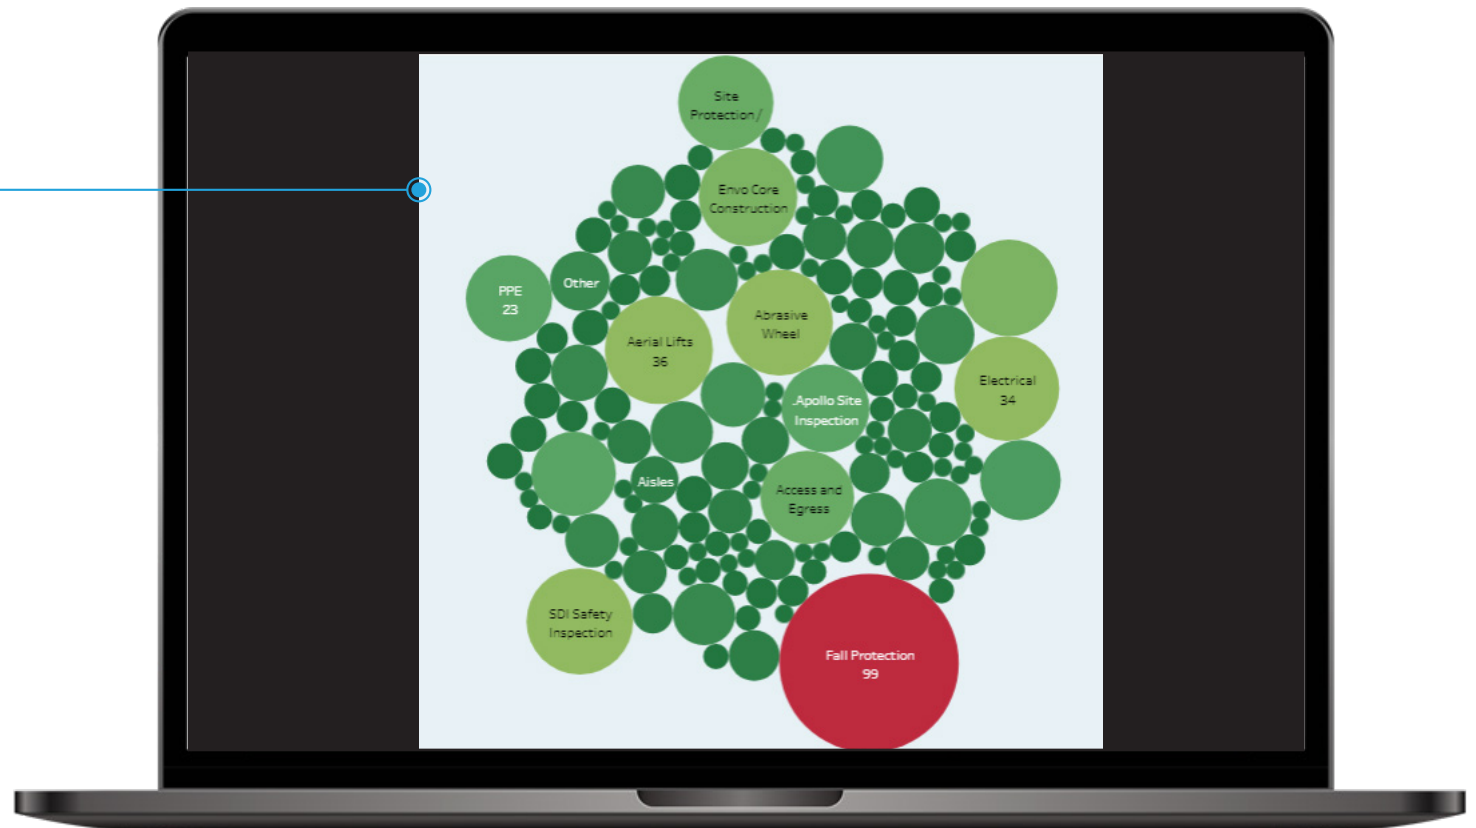 Site
Protection /
Envo Core
Construction
PPE
23
Other
Abrasive
Wheel
Aerial Lifts
36
Electrical
34
.Apollo Site
Inspection
Aisles
Access and
Egress
SDI Safety
Inspection
Fall Protection
99